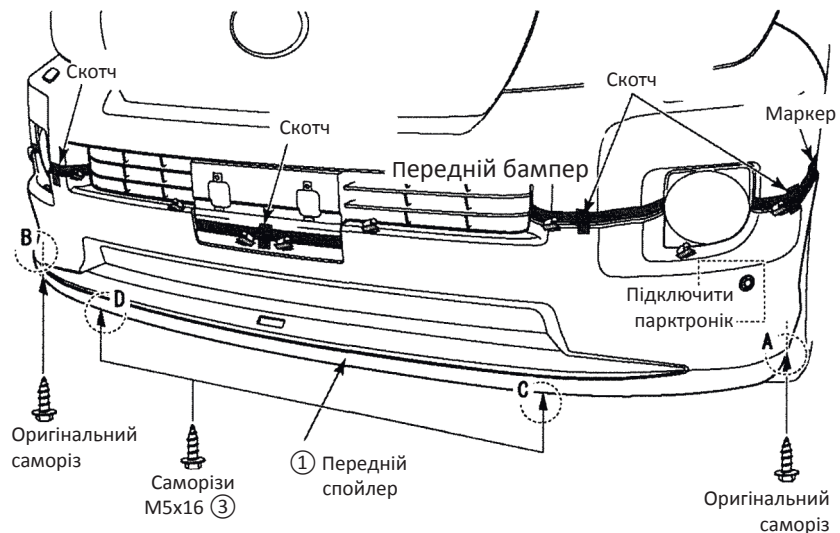 Скотч
Скотч
Скотч
Маркер
Передній бампер
B
D
Підключити
парктронік
A
C
Оригінальний
саморіз
Саморізи
M5x16 ③
① Передній
спойлер
Оригінальний
саморіз